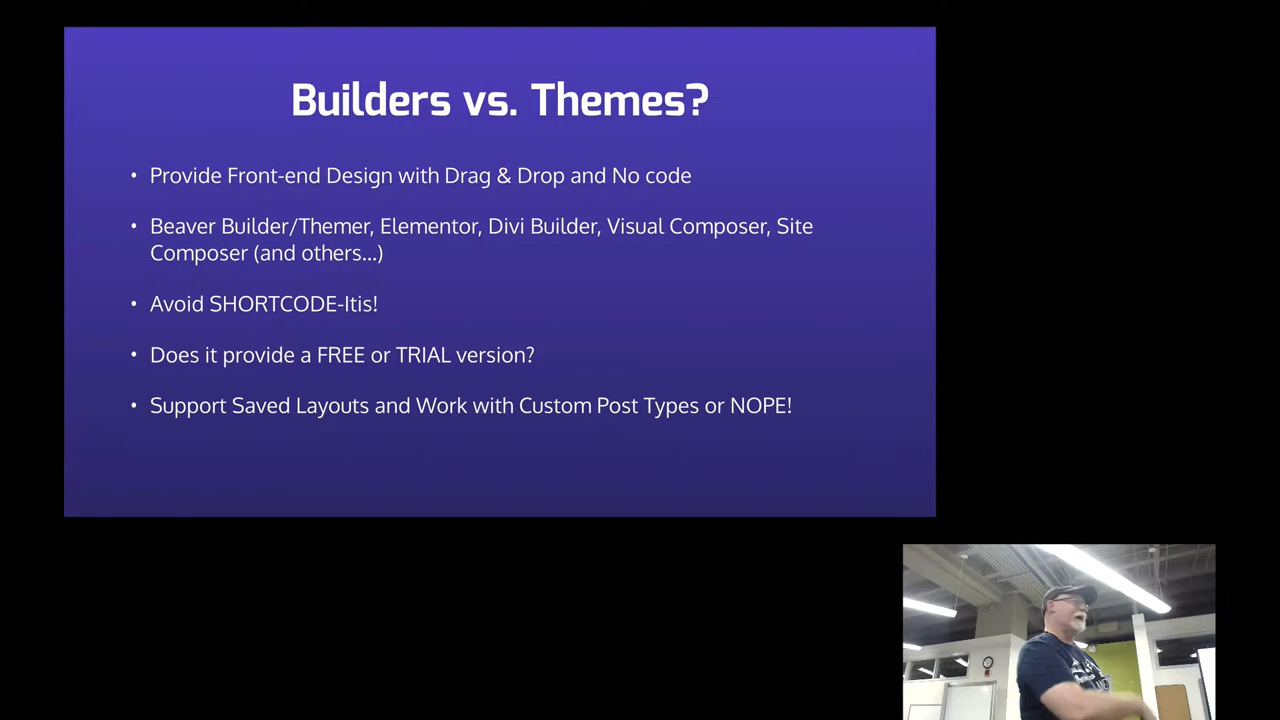 Builders vs. Themes?
• Provide Front-end Design with Drag & Drop and No code
• Beaver Builder/Themer, Elementor, Divi Builder, Visual Composer, Site
Composer (and others...)
• Avoid SHORTCODE-Itis!
• Does it provide a FREE or TRIAL version?
• Support Saved Layouts and Work with Custom Post Types or NOPE!